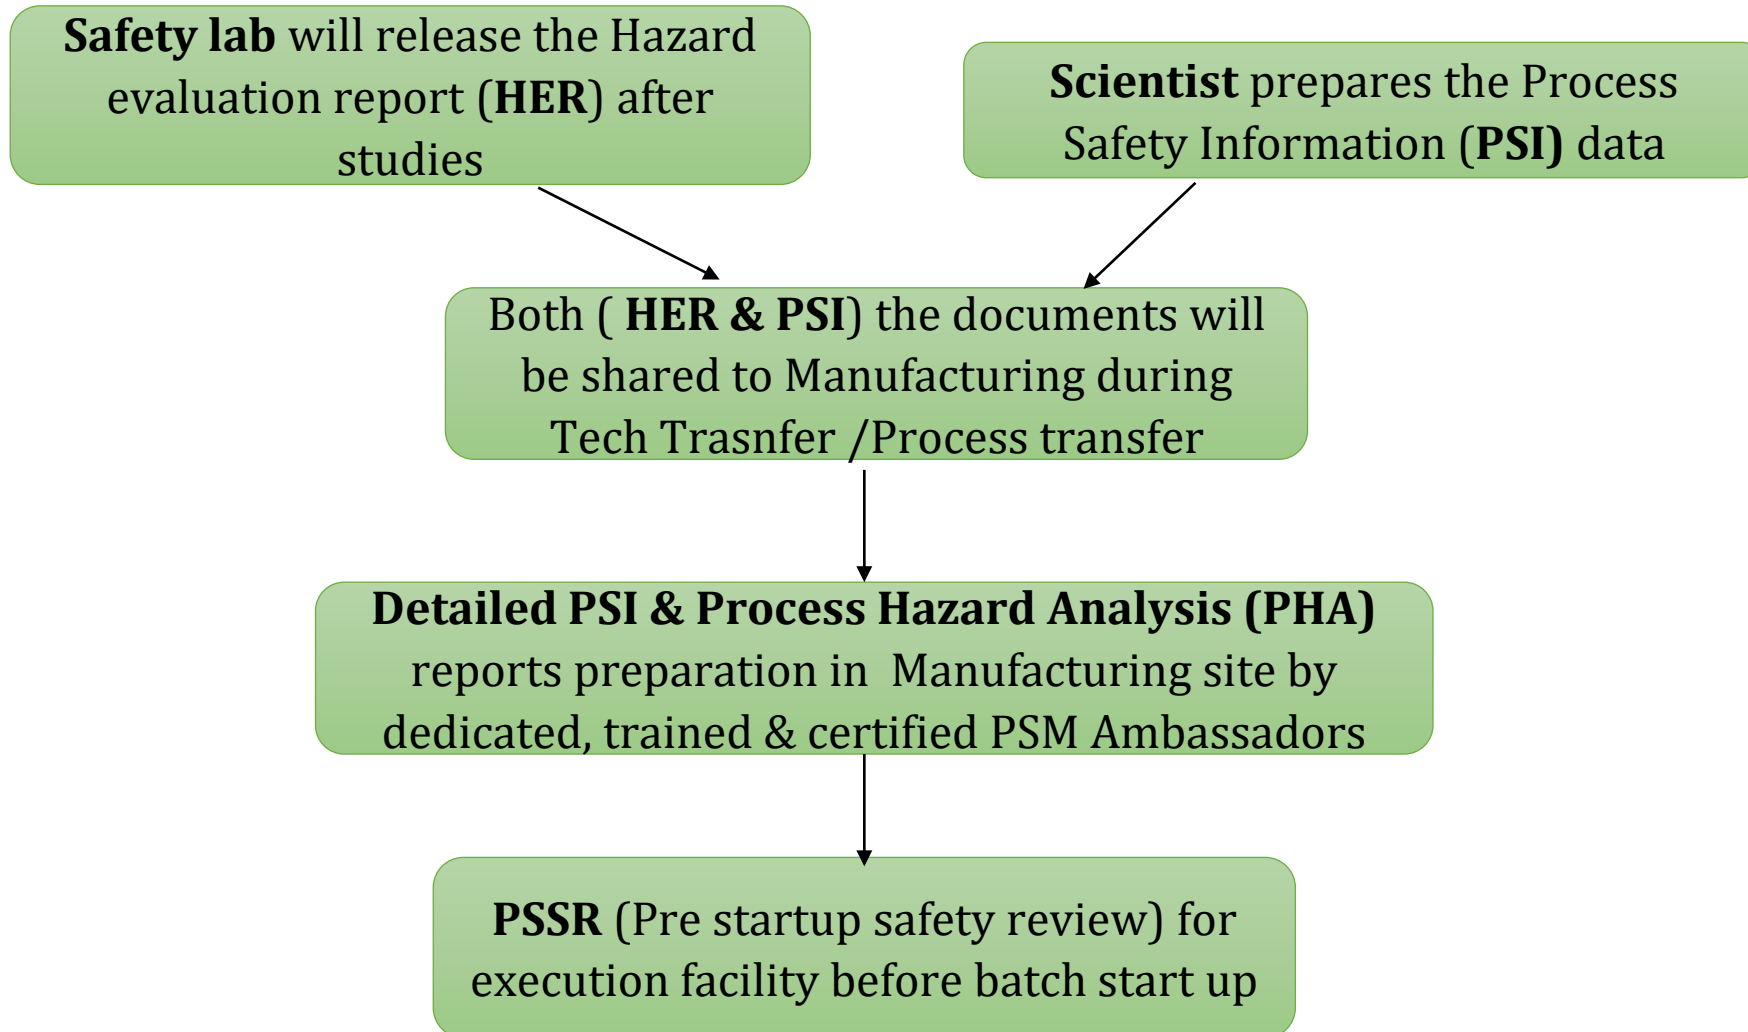 Safety lab will release the Hazard
evaluation report (HER) after
studies
Scientist prepares the Process
Safety Information (PSI) data
Both ( HER & PSI) the documents will
be shared to Manufacturing during
Tech Trasnfer /Process transfer
Detailed PSI & Process Hazard Analysis (PHA)
reports preparation in  Manufacturing site by
dedicated, trained & certified PSM Ambassadors
PSSR (Pre startup safety review) for
execution facility before batch start up